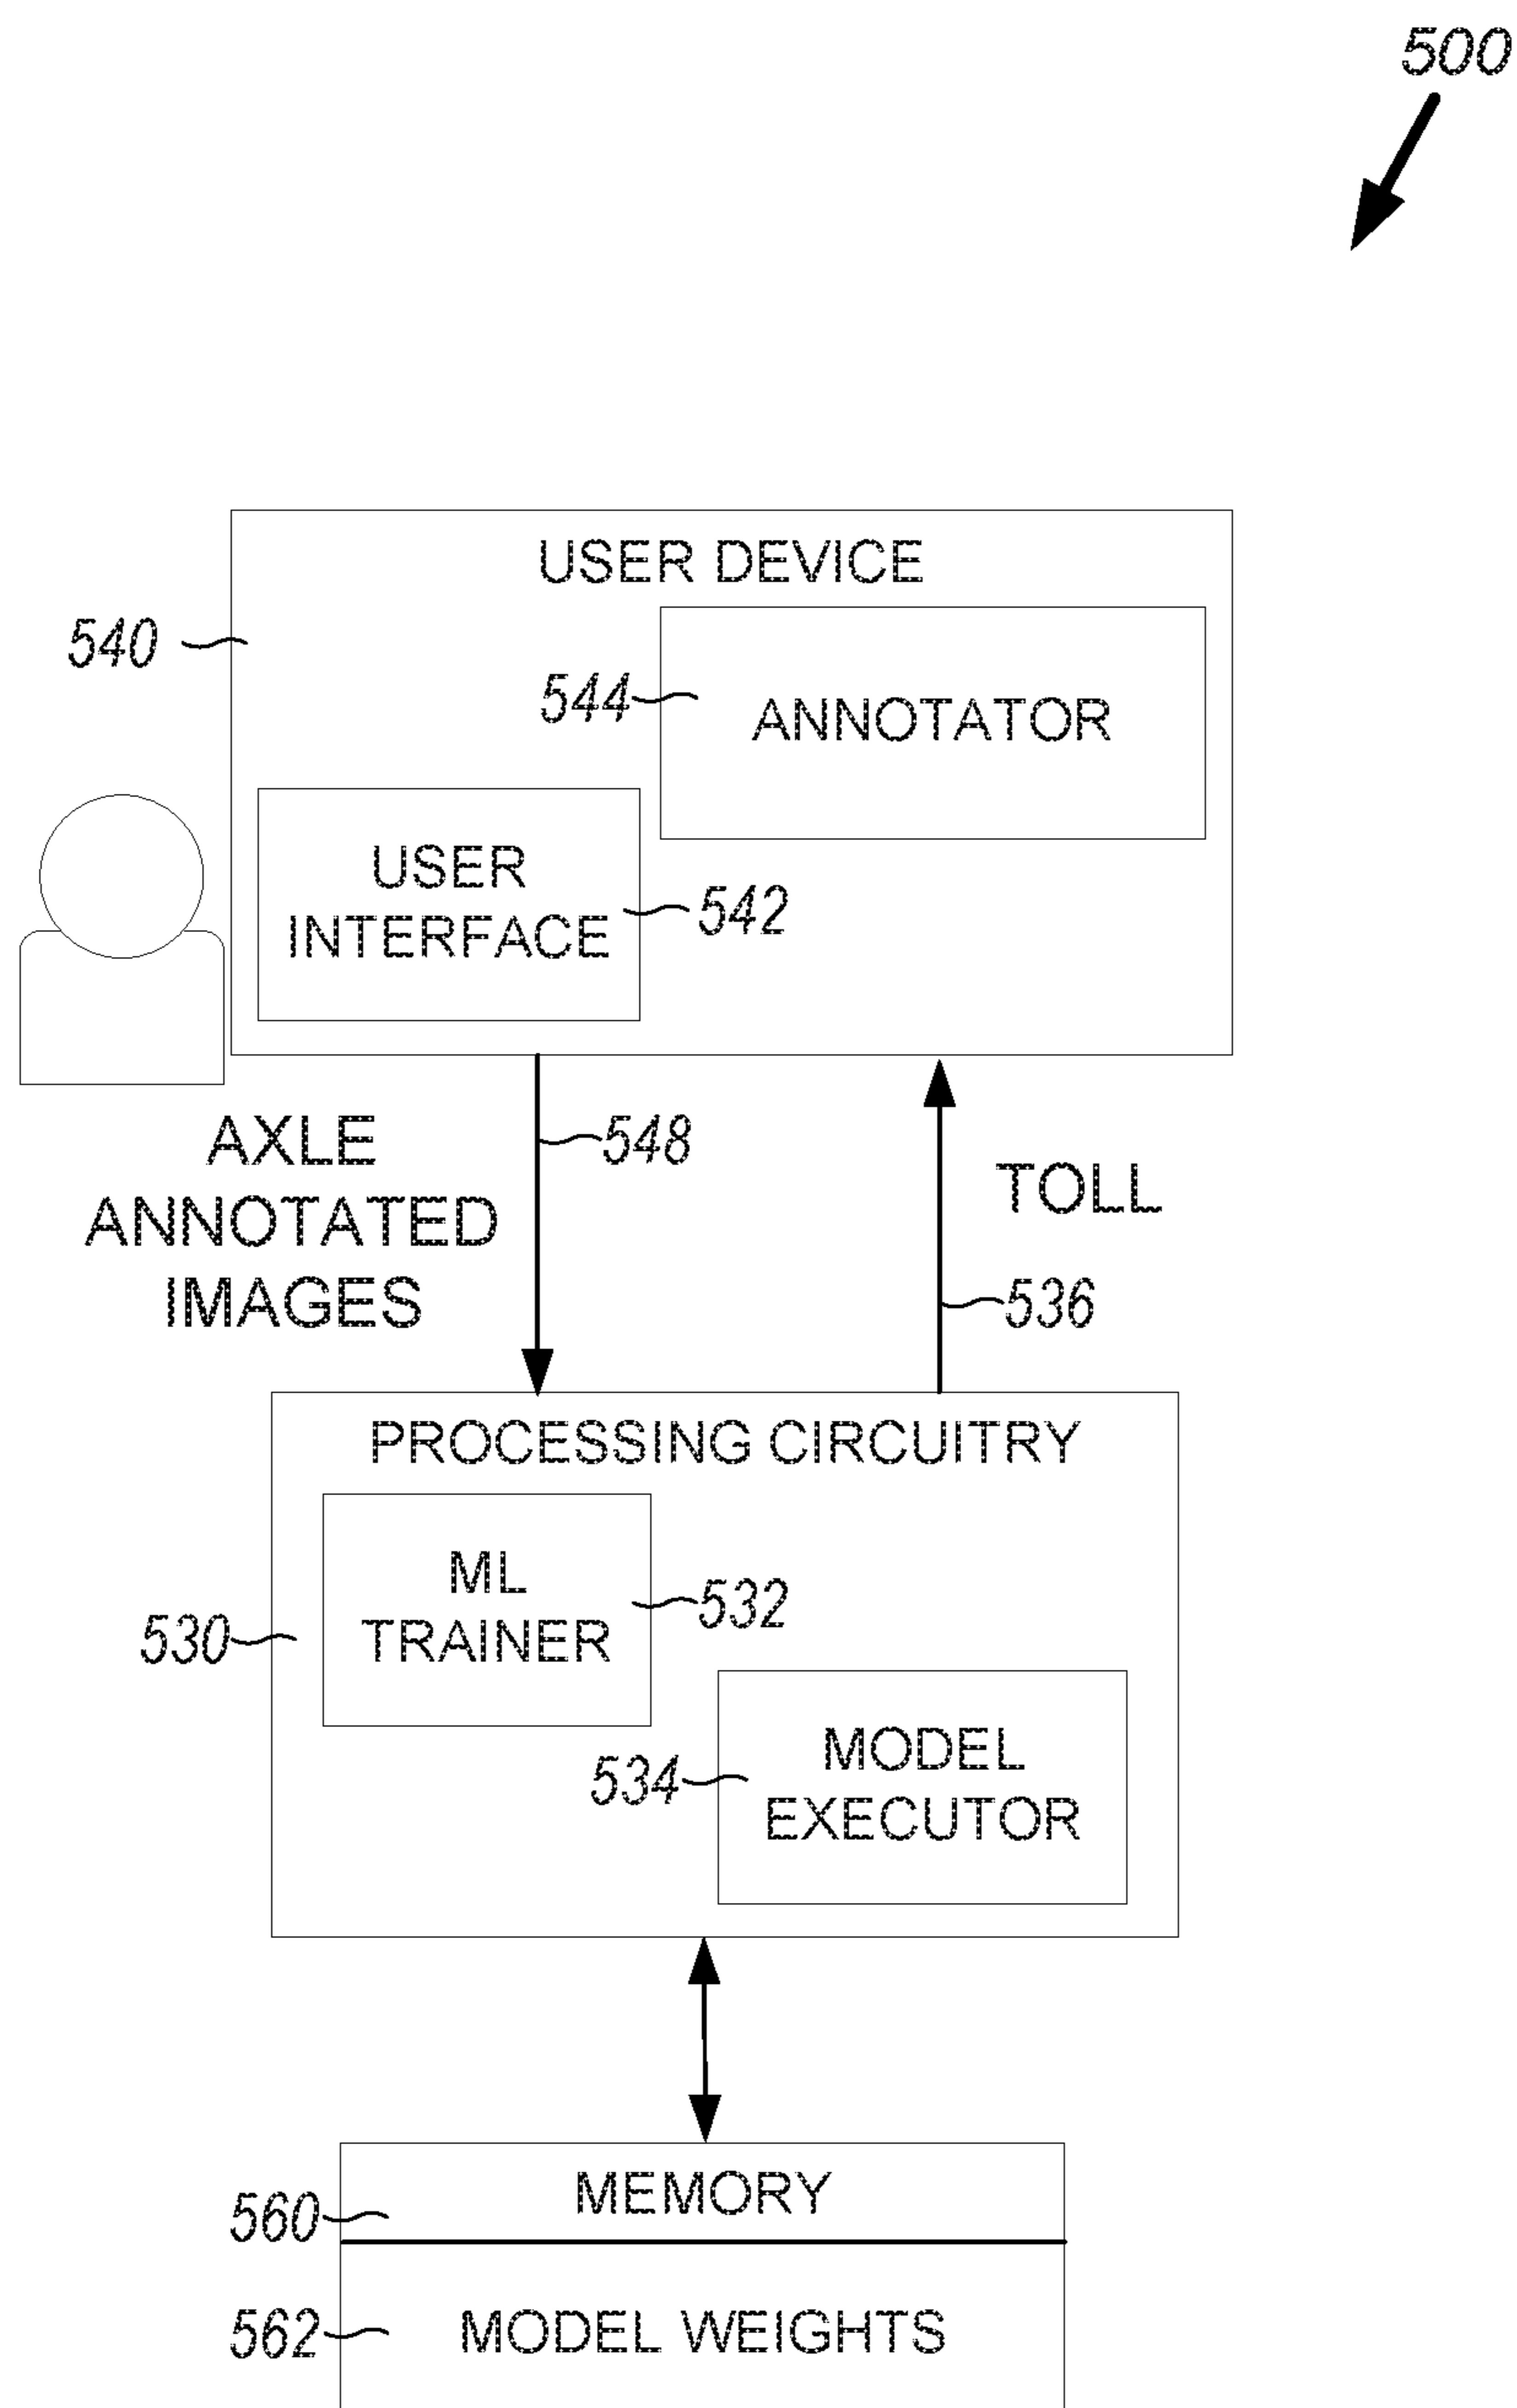 500
USER DEVICE
540
544
ANNOTATOR
USER
INTERFACE
542
AXLE
ANNOTATED
IMAGES
548
TOLL
536
PROCESSING CIRCUITRY
ML
TRAINER
532
530
534
MODEL
EXECUTOR
MEMORY
560
562
MODEL WEIGHTS